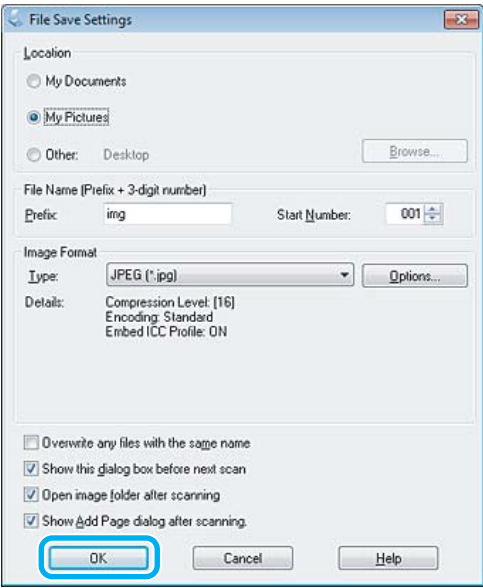 File Save Settings
Location
My Documents
My Pictures
Other: Desktop Browse...
File Name (Prefix + 3-digit number)
Prefix: img Start Number: 001
Image Format
Type: JPEG (*.jpg) Options...
Details: Compression Level: [16]
Encoding: Standard
Embed ICC Profile: ON
Overwrite any files with the same name
Show this dialog box before next scan
Open image folder after scanning
Show Add Page dialog after scanning.
OK Cancel Help